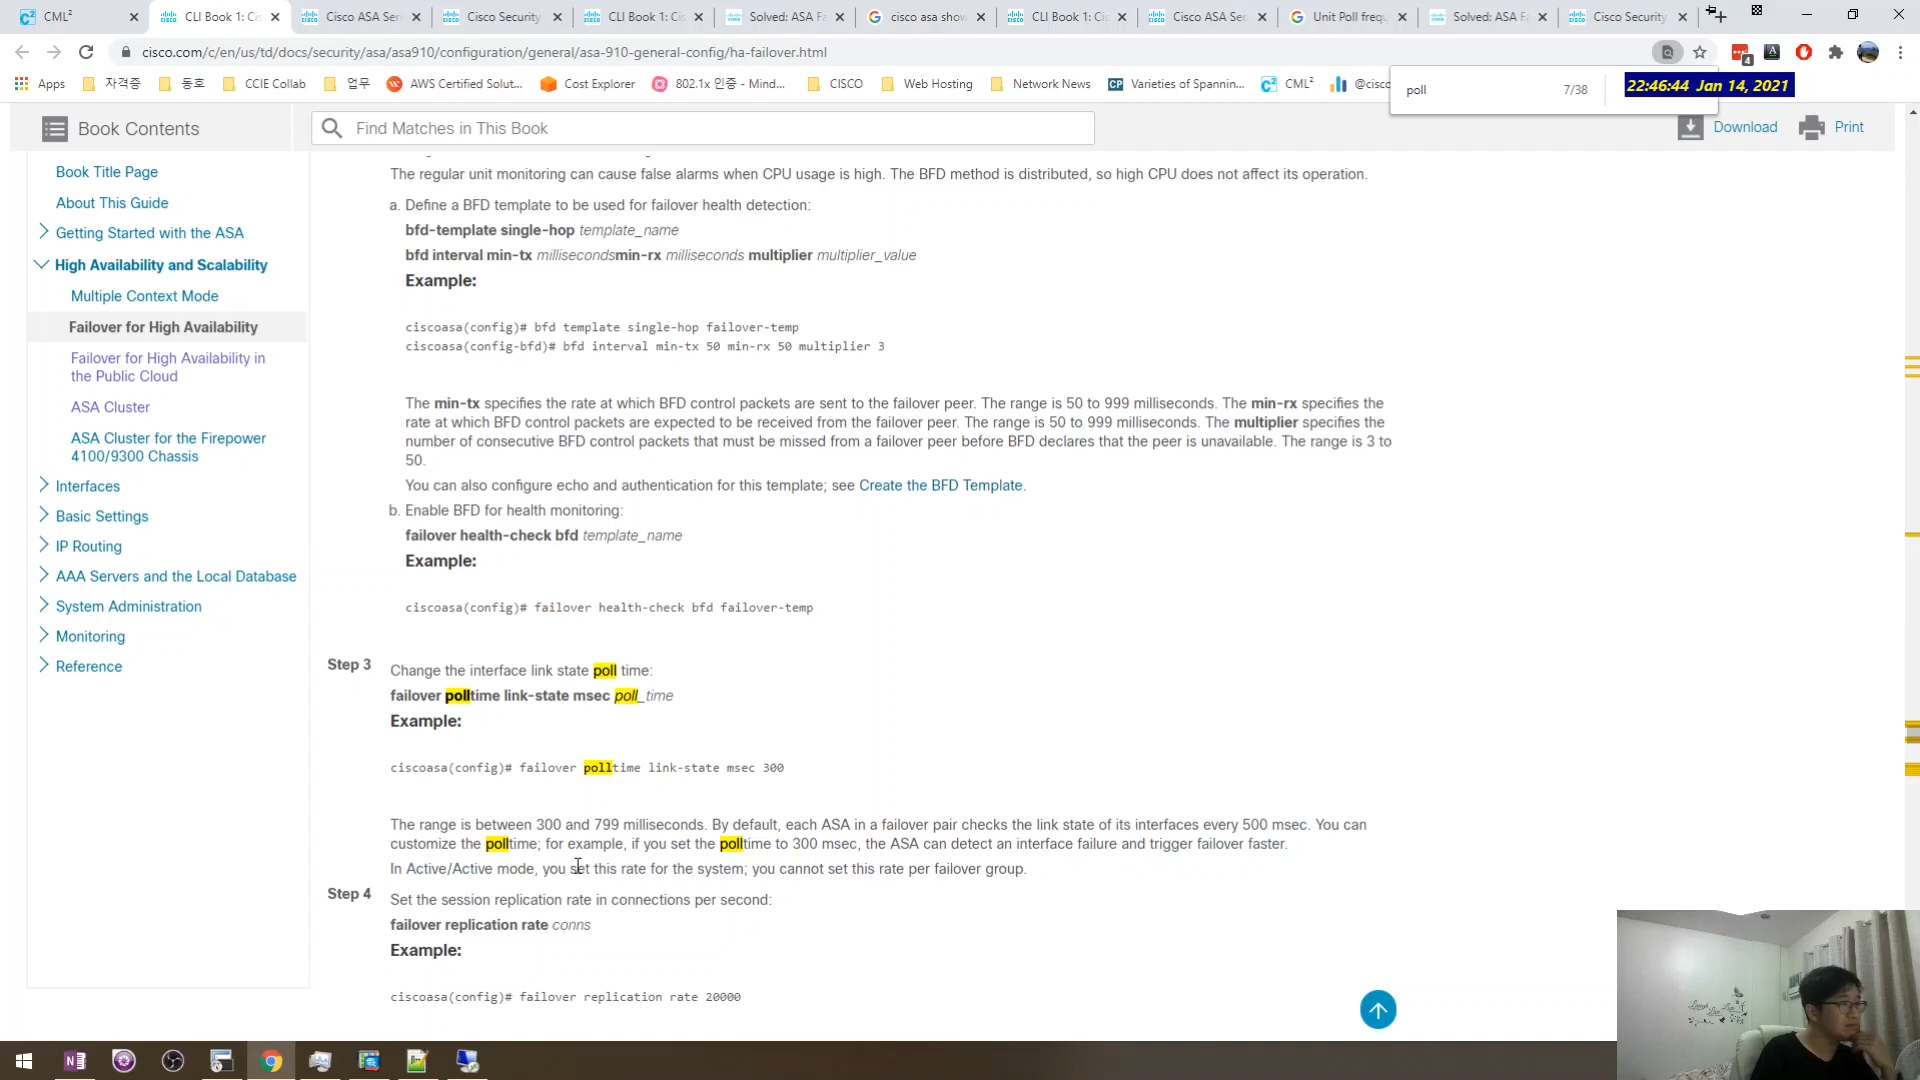 CML²
CLI Book 1: Cis
Cisco ASA Ser
Cisco Security
CLI Book 1: Cis
Solved: ASA Fa
cisco asa show
CLI Book 1: Cis
Cisco ASA Ser
Unit Poll frequ
Solved: ASA Fa
Cisco Security
cisco.com/c/en/us/td/docs/security/asa/asa910/configuration/general/asa-910-general-config/ha-failover.html
4
Apps
자격증
동호
CCIE Collab
업무
AWS Certified Solut...
Cost Explorer
802.1x 인증 - Mind...
CISCO
Web Hosting
Network News
Varieties of Spannin...
CML²
@cisco
poll
7/38
22:46:44 Jan 14, 2021
Book Contents
Find Matches in This Book
Download
Print
Book Title Page
About This Guide
Getting Started with the ASA
High Availability and Scalability
Multiple Context Mode
Failover for High Availability
Failover for High Availability in
the Public Cloud
ASA Cluster
ASA Cluster for the Firepower
4100/9300 Chassis
Interfaces
Basic Settings
IP Routing
AAA Servers and the Local Database
System Administration
Monitoring
Reference
The regular unit monitoring can cause false alarms when CPU usage is high. The BFD method is distributed, so high CPU does not affect its operation.
a. Define a BFD template to be used for failover health detection:
bfd-template single-hop template_name
bfd interval min-tx millisecondsmin-rx milliseconds multiplier multiplier_value
Example:
ciscoasa(config)# bfd template single-hop failover-temp
ciscoasa(config-bfd)# bfd interval min-tx 50 min-rx 50 multiplier 3
The min-tx specifies the rate at which BFD control packets are sent to the failover peer. The range is 50 to 999 milliseconds. The min-rx specifies the
rate at which BFD control packets are expected to be received from the failover peer. The range is 50 to 999 milliseconds. The multiplier specifies the
number of consecutive BFD control packets that must be missed from a failover peer before BFD declares that the peer is unavailable. The range is 3 to
50.
You can also configure echo and authentication for this template; see Create the BFD Template.
b. Enable BFD for health monitoring:
failover health-check bfd template_name
Example:
ciscoasa(config)# failover health-check bfd failover-temp
Step 3
Change the interface link state poll time:
failover polltime link-state msec poll_time
Example:
ciscoasa(config)# failover polltime link-state msec 300
The range is between 300 and 799 milliseconds. By default, each ASA in a failover pair checks the link state of its interfaces every 500 msec. You can
customize the polltime; for example, if you set the polltime to 300 msec, the ASA can detect an interface failure and trigger failover faster.
In Active/Active mode, you set this rate for the system; you cannot set this rate per failover group.
Step 4
Set the session replication rate in connections per second:
failover replication rate conns
Example:
ciscoasa(config)# failover replication rate 20000